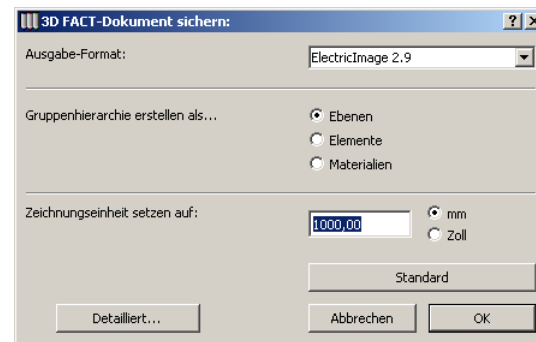 3D FACT-Dokument sichern:
Ausgabe-Format:
ElectricImage 2.9
Gruppenhierarchie erstellen als...
Ebenen
Elemente
Materialien
Zeichnungseinheit setzen auf:
1000,00
mm
Zoll
Standard
Detailliert...
Abbrechen
OK